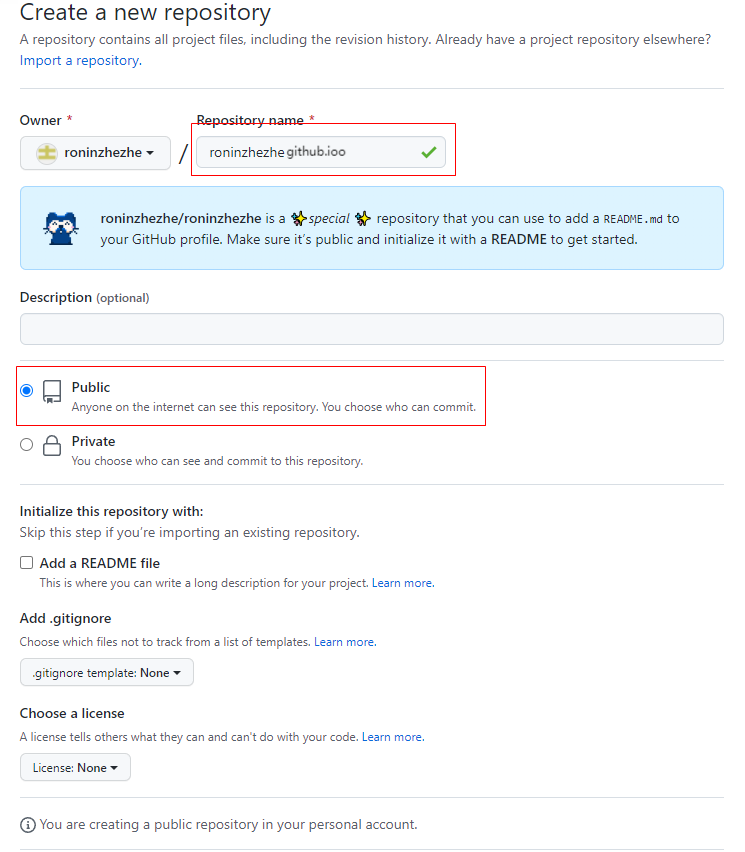 Create a new repository
A repository contains all project files, including the revision history. Already have a project repository elsewhere?
Import a repository.
Owner *
Repository name *
roninzhezhe
/
roninzhezhe github.ioo
roninzhezhe/roninzhezhe is a ✨special ✨ repository that you can use to add a README.md to
your GitHub profile. Make sure it's public and initialize it with a README to get started.
Description (optional)
Public
Anyone on the internet can see this repository. You choose who can commit.
Private
You choose who can see and commit to this repository.
Initialize this repository with:
Skip this step if you're importing an existing repository.
Add a README file
This is where you can write a long description for your project. Learn more.
Add .gitignore
Choose which files not to track from a list of templates. Learn more.
.gitignore template: None
Choose a license
A license tells others what they can and can't do with your code. Learn more.
License: None
You are creating a public repository in your personal account.